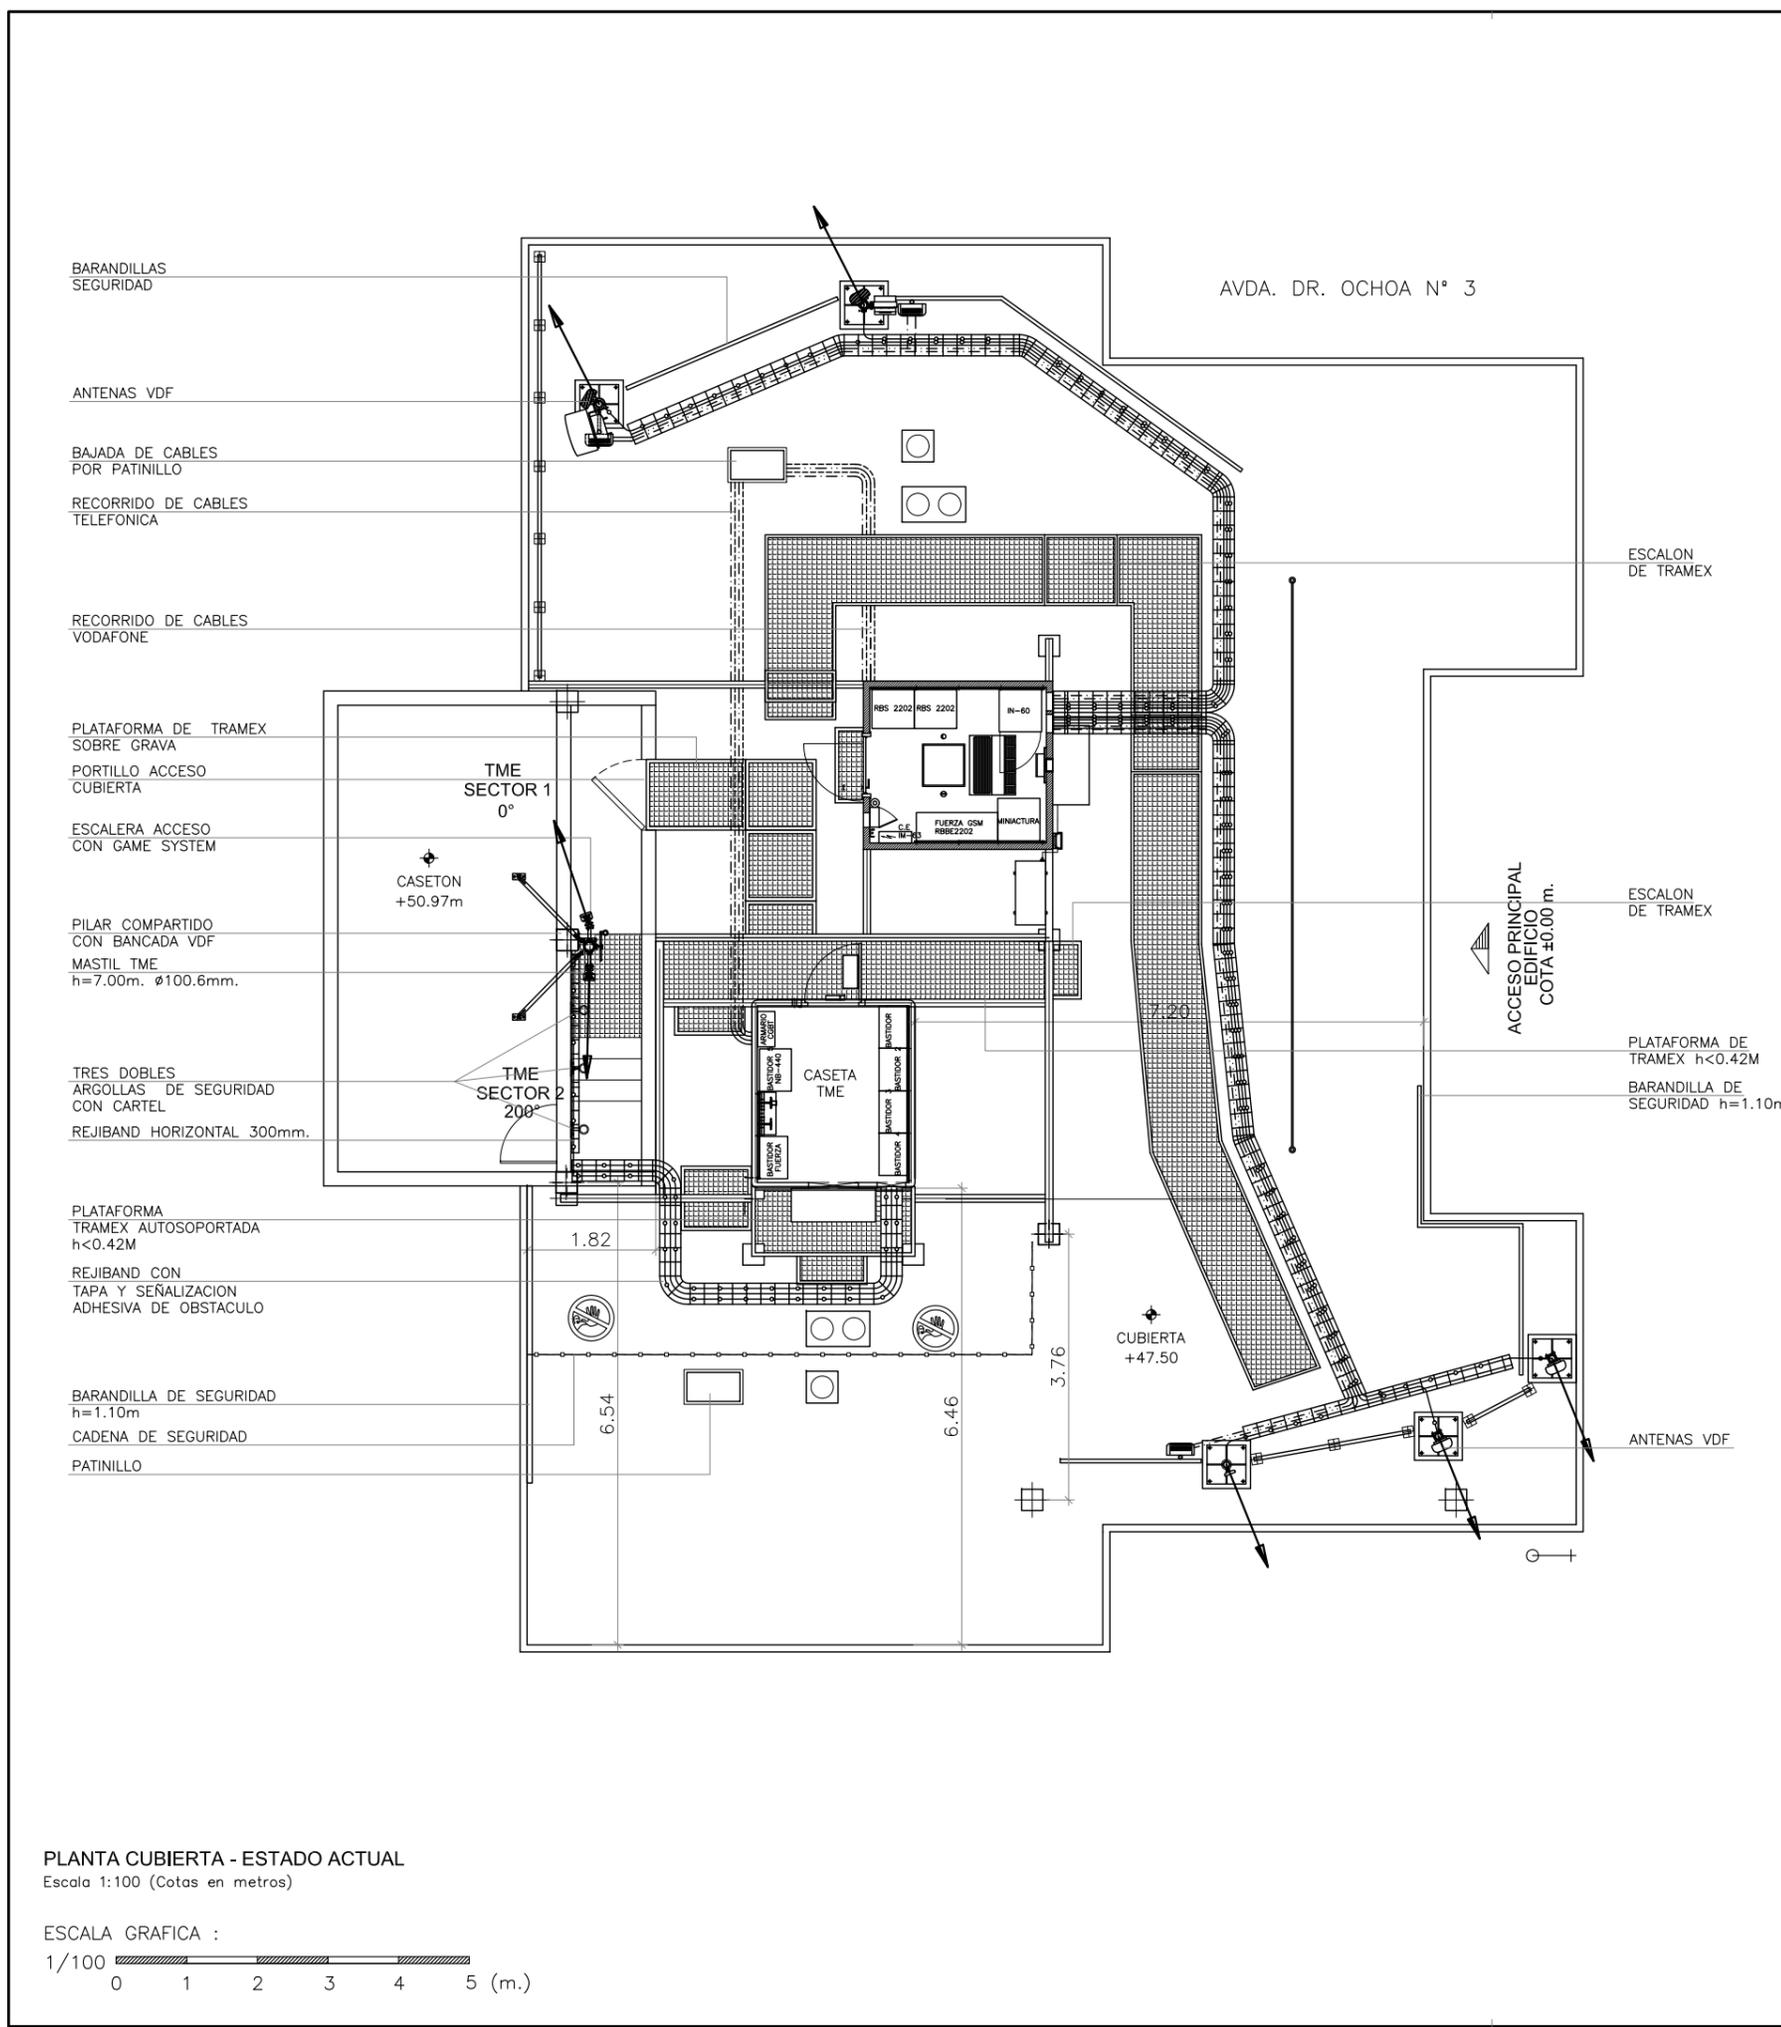 AVDA. DR. OCHOA Nº 3
BARANDILLAS
SEGURIDAD
ANTENAS VDF
BAJADA DE CABLES
POR PATINILLO
RECORRIDO DE CABLES
TELEFONICA
RECORRIDO DE CABLES
VODAFONE
PLATAFORMA DE TRAMEX
SOBRE GRAVA
PORTILLO ACCESO
CUBIERTA
ESCALERA ACCESO
CON GAME SYSTEM
PILAR COMPARTIDO
CON BANCADA VDF
MASTIL TME
h=7.00m. ø100.6mm.
TRES DOBLES
ARGOLLAS DE SEGURIDAD
CON CARTEL
REJIBAND HORIZONTAL 300mm.
PLATAFORMA
TRAMEX AUTOSOPORTADA
h<0.42M
REJIBAND CON
TAPA Y SEÑALIZACION
ADHESIVA DE OBSTACULO
BARANDILLA DE SEGURIDAD
h=1.10m
CADENA DE SEGURIDAD
PATINILLO
TME
SECTOR 1
0°
CASETON
+50.97m
TME
SECTOR 2
200°
RBS 2202
RBS 2202
IN-60
C.E
IM-63
FUERZA GSM
RBBE2202
MINIACTURA
ARMARIO
CGBT
BASTIDOR
NB-440
BASTIDOR
FUERZA
CASETA
TME
BASTIDOR
BASTIDOR 2
BASTIDOR 3
BASTIDOR 4
7.20
1.82
6.54
6.46
3.76
CUBIERTA
+47.50
ESCALON
DE TRAMEX
ESCALON
DE TRAMEX
ACCESO PRINCIPAL
EDIFICIO
COTA ±0.00 m.
PLATAFORMA DE
TRAMEX h<0.42M
BARANDILLA DE
SEGURIDAD h=1.10m
ANTENAS VDF
PLANTA CUBIERTA - ESTADO ACTUAL
Escala 1:100 (Cotas en metros)
ESCALA GRAFICA :
1/100
0 1 2 3 4 5 (m.)